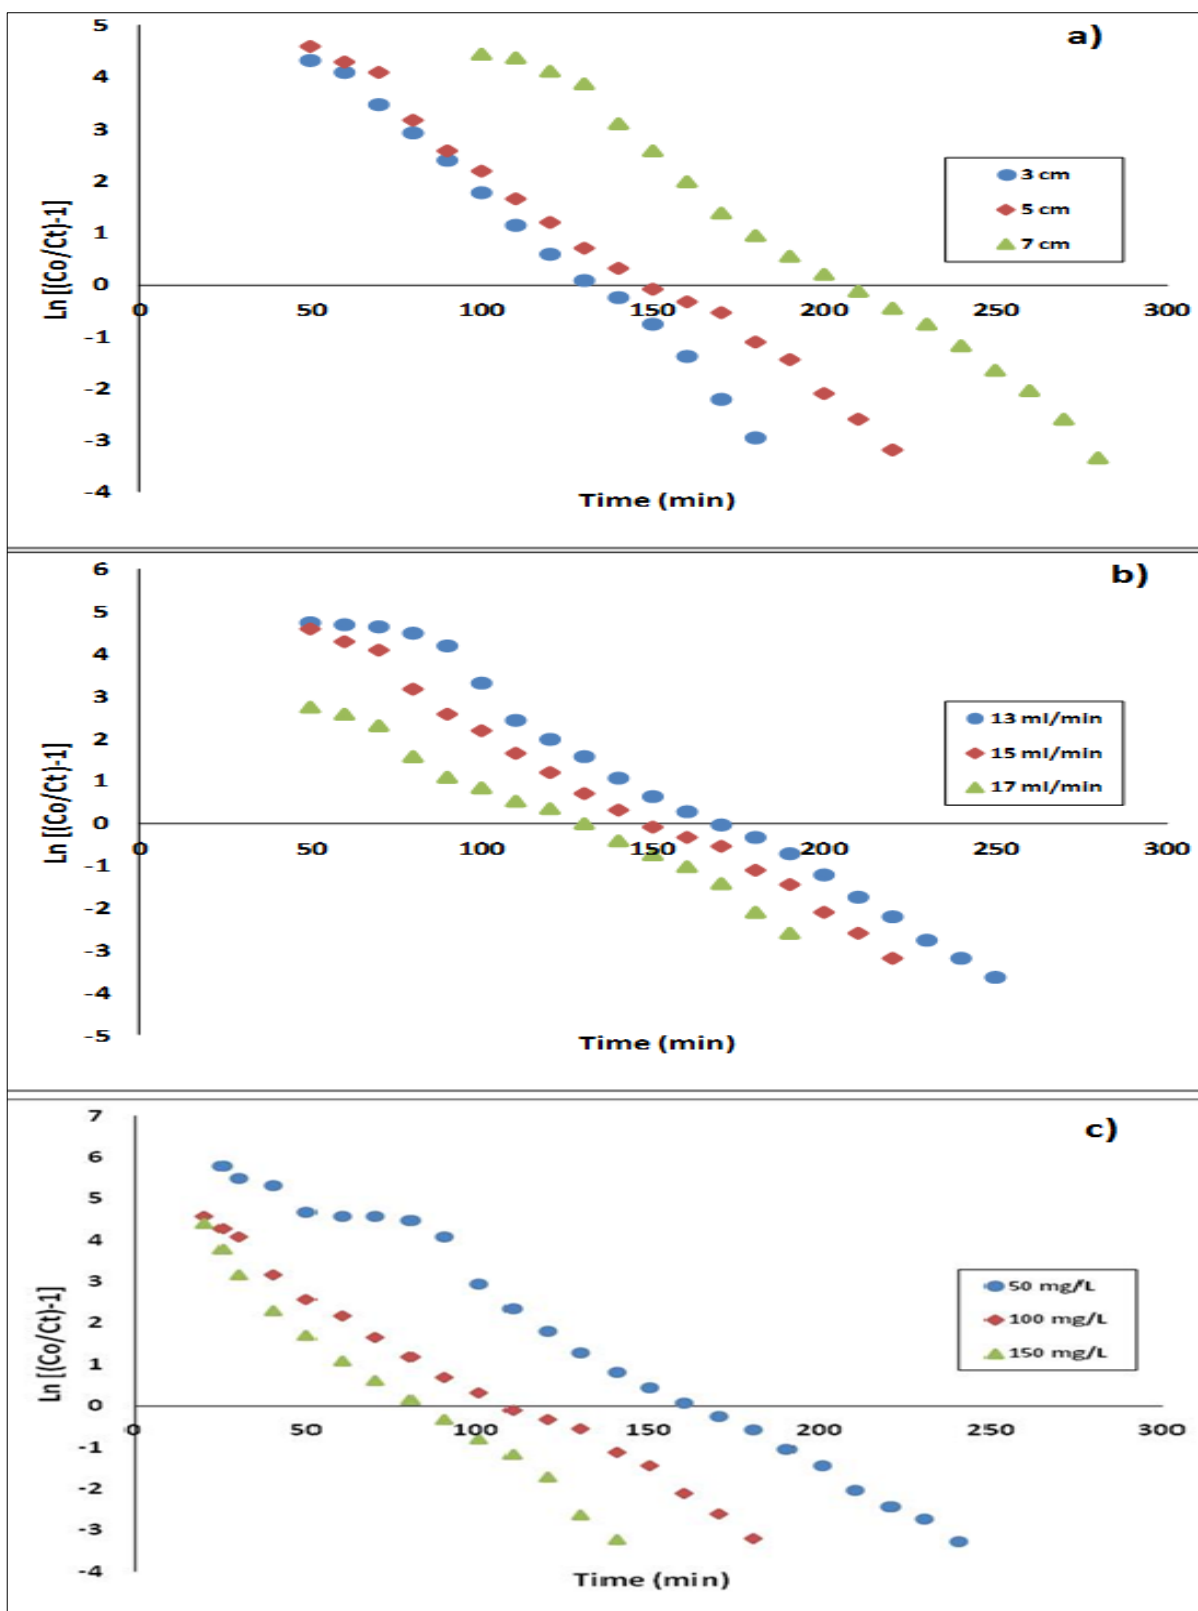 a)
5
4
3
2
1
0
-1
-2
-3
-4
Ln [(Co/Ct)-1]
0 50 100 150 200 250 300
Time (min)
3 cm
5 cm
7 cm
b)
6
5
4
3
2
1
0
-1
-2
-3
-4
-5
Ln [(Co/Ct)-1]
0 50 100 150 200 250 300
Time (min)
13 ml/min
15 ml/min
17 ml/min
c)
7
6
5
4
3
2
1
0
-1
-2
-3
-4
Ln [(Co/Ct)-1]
0 50 100 150 200 250 300
Time (min)
50 mg/L
100 mg/L
150 mg/L